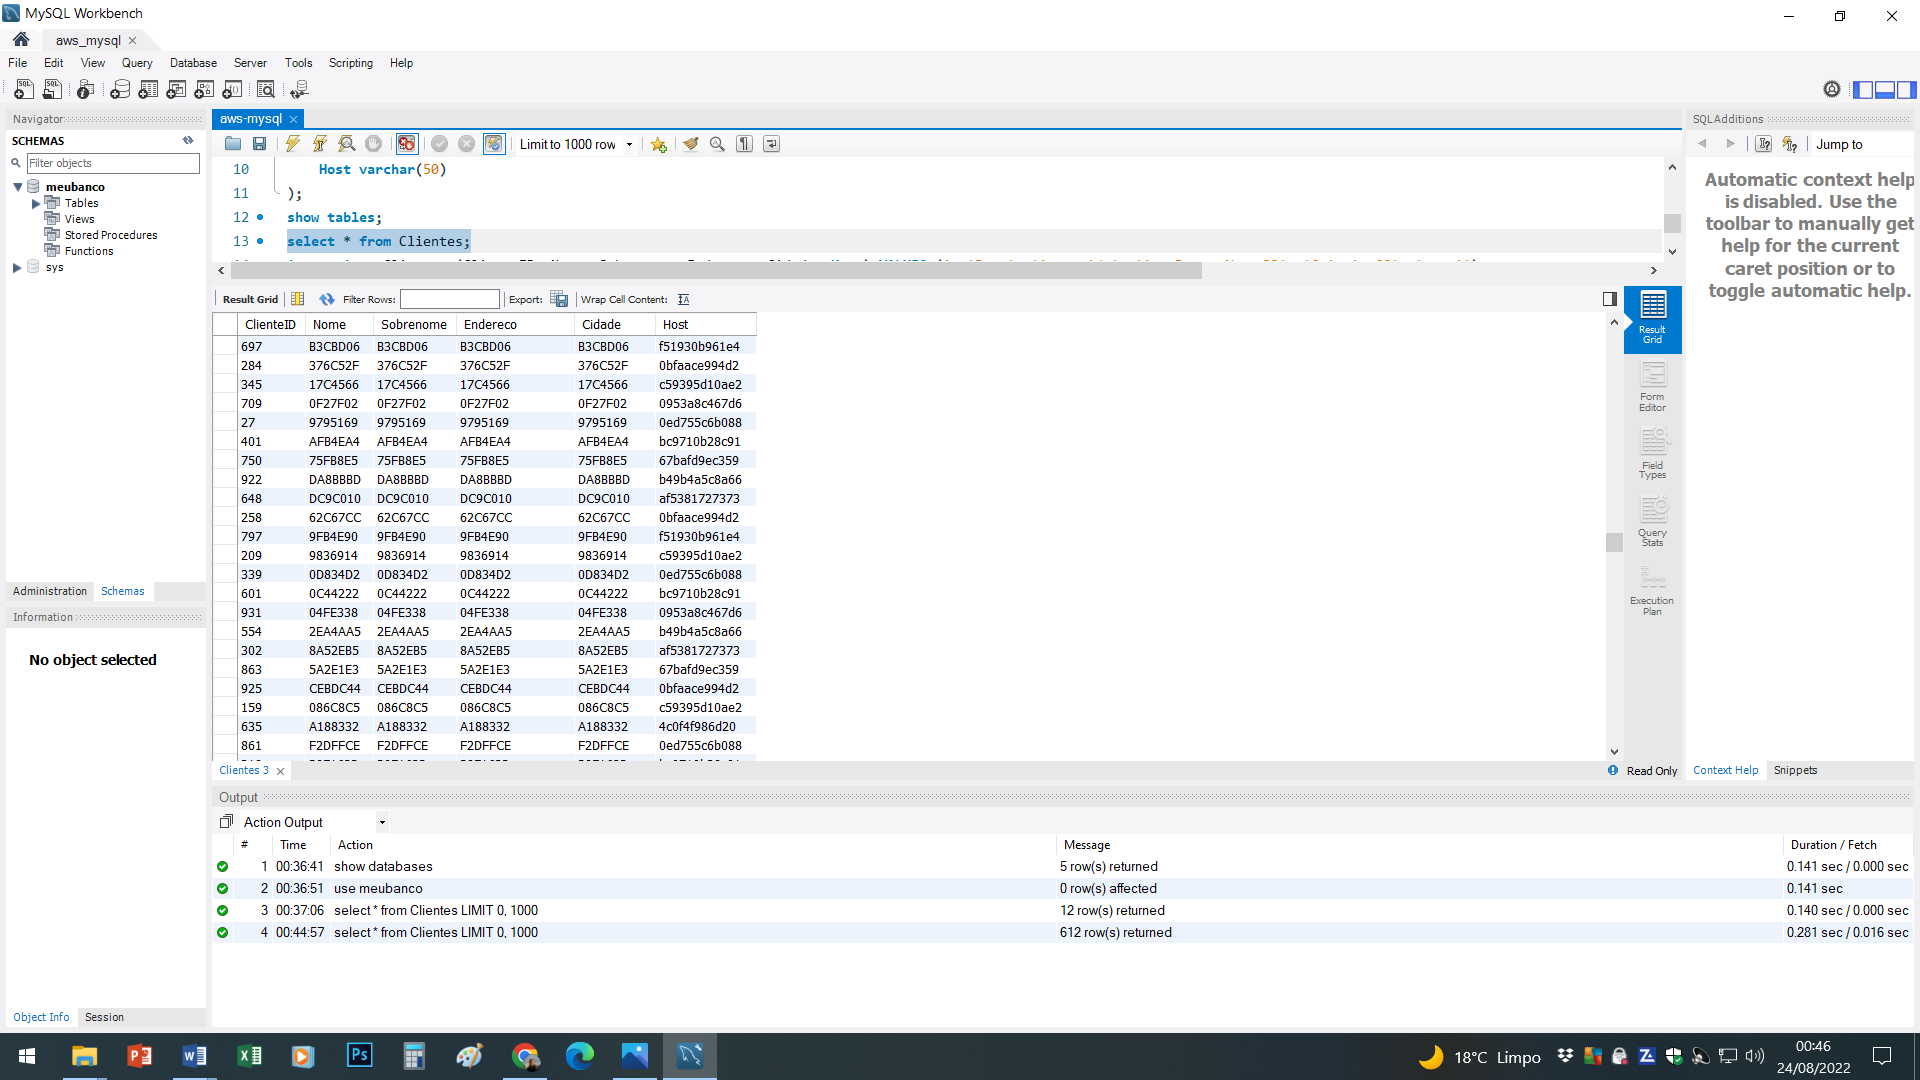 MySQL Workbench
aws_mysql
File Edit View Query Database Server Tools Scripting Help
Navigator
SCHEMAS
Filter objects
meubanco
Tables
Views
Stored Procedures
Functions
sys
Administration Schemas
Information
No object selected
Object Info Session
aws-mysql
Limit to 1000 row
10 Host varchar(50)
11 );
12 show tables;
13 select * from Clientes;
Result Grid Filter Rows: Export: Wrap Cell Content:
ClienteID Nome Sobrenome Endereco Cidade Host
697 B3CBD06 B3CBD06 B3CBD06 B3CBD06 f51930b961e4
284 376C52F 376C52F 376C52F 376C52F 0bfaace994d2
345 17C4566 17C4566 17C4566 17C4566 c59395d10ae2
709 0F27F02 0F27F02 0F27F02 0F27F02 0953a8c467d6
27 9795169 9795169 9795169 9795169 0ed755c6b088
401 AFB4EA4 AFB4EA4 AFB4EA4 AFB4EA4 bc9710b28c91
750 75FB8E5 75FB8E5 75FB8E5 75FB8E5 67bafd9ec359
922 DA8BBBD DA8BBBD DA8BBBD DA8BBBD b49b4a5c8a66
648 DC9C010 DC9C010 DC9C010 DC9C010 af5381727373
258 62C67CC 62C67CC 62C67CC 62C67CC 0bfaace994d2
797 9FB4E90 9FB4E90 9FB4E90 9FB4E90 f51930b961e4
209 9836914 9836914 9836914 9836914 c59395d10ae2
339 0D834D2 0D834D2 0D834D2 0D834D2 0ed755c6b088
601 0C44222 0C44222 0C44222 0C44222 bc9710b28c91
931 04FE338 04FE338 04FE338 04FE338 0953a8c467d6
554 2EA4AA5 2EA4AA5 2EA4AA5 2EA4AA5 b49b4a5c8a66
302 8A52EB5 8A52EB5 8A52EB5 8A52EB5 af5381727373
863 5A2E1E3 5A2E1E3 5A2E1E3 5A2E1E3 67bafd9ec359
925 CEBDC44 CEBDC44 CEBDC44 CEBDC44 0bfaace994d2
159 086C8C5 086C8C5 086C8C5 086C8C5 c59395d10ae2
635 A188332 A188332 A188332 A188332 4c0f4f986d20
861 F2DFFCE F2DFFCE F2DFFCE F2DFFCE 0ed755c6b088
Result
Grid
Form
Editor
Field
Types
Query
Stats
Execution
Plan
Clientes 3
Read Only
SQLAdditions
Jump to
Automatic context help
is disabled. Use the
toolbar to manually get
help for the current
caret position or to
toggle automatic help.
Context Help Snippets
Output
Action Output
# Time Action Message Duration / Fetch
1 00:36:41 show databases 5 row(s) returned 0.141 sec / 0.000 sec
2 00:36:51 use meubanco 0 row(s) affected 0.141 sec
3 00:37:06 select * from Clientes LIMIT 0, 1000 12 row(s) returned 0.140 sec / 0.000 sec
4 00:44:57 select * from Clientes LIMIT 0, 1000 612 row(s) returned 0.281 sec / 0.016 sec
18°C Limpo
00:46
24/08/2022